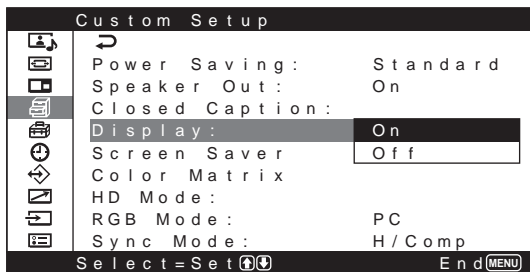 Custom Setup
Power Saving: Standard
Speaker Out: On
Closed Caption:
Display: On
Screen Saver Off
Color Matrix
HD Mode:
RGB Mode: PC
Sync Mode: H/Comp
Select=Set End MENU